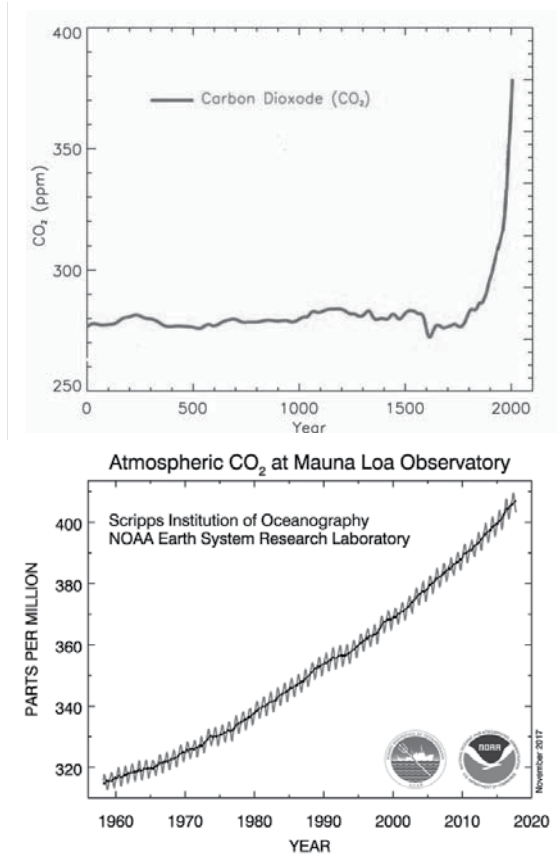 400
350
300
250
CO₂ (ppm)
Carbon Dioxode (CO₂)
0 500 1000 1500 2000
Year
Atmospheric CO₂ at Mauna Loa Observatory
Scripps Institution of Oceanography
NOAA Earth System Research Laboratory
400
380
360
340
320
PARTS PER MILLION
NOAA
November 2017
1960 1970 1980 1990 2000 2010 2020
YEAR